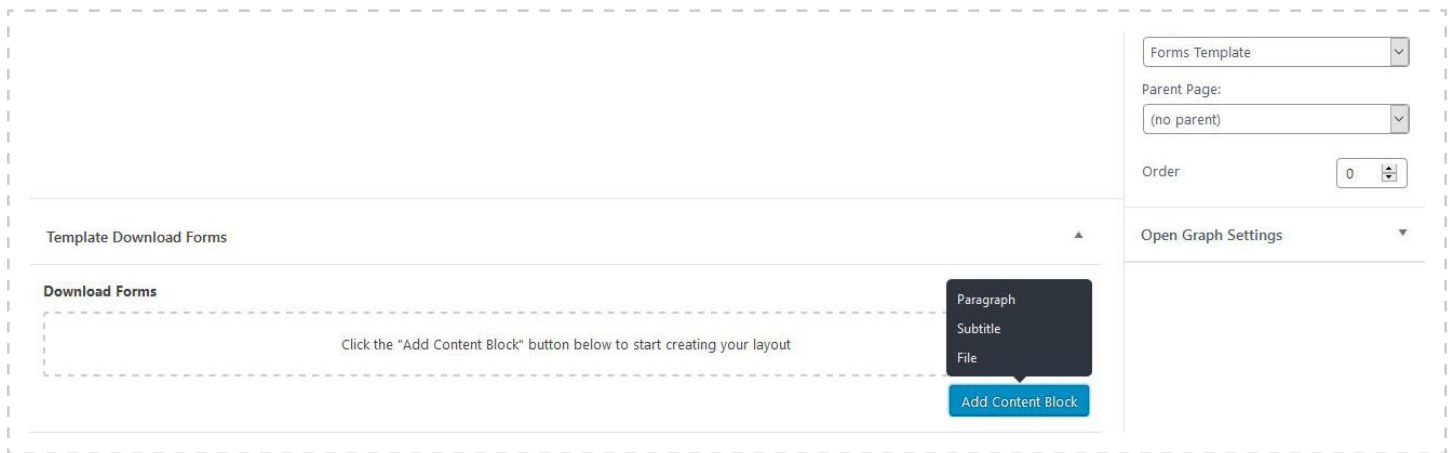 Forms Template
Parent Page:
(no parent)
Order
0
Template Download Forms
Open Graph Settings
Download Forms
Click the "Add Content Block" button below to start creating your layout
Paragraph
Subtitle
File
Add Content Block